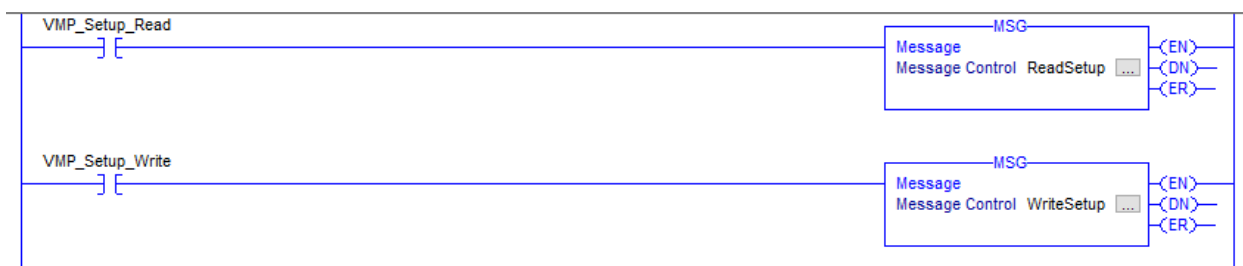 VMP_Setup_Read
MSG
Message
Message Control ReadSetup ...
EN
DN
ER
VMP_Setup_Write
MSG
Message
Message Control WriteSetup ...
EN
DN
ER